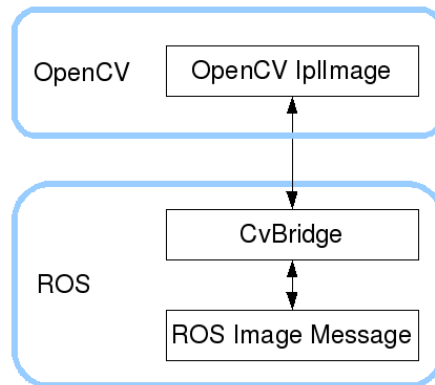 OpenCV
OpenCV IplImage
CvBridge
ROS
ROS Image Message